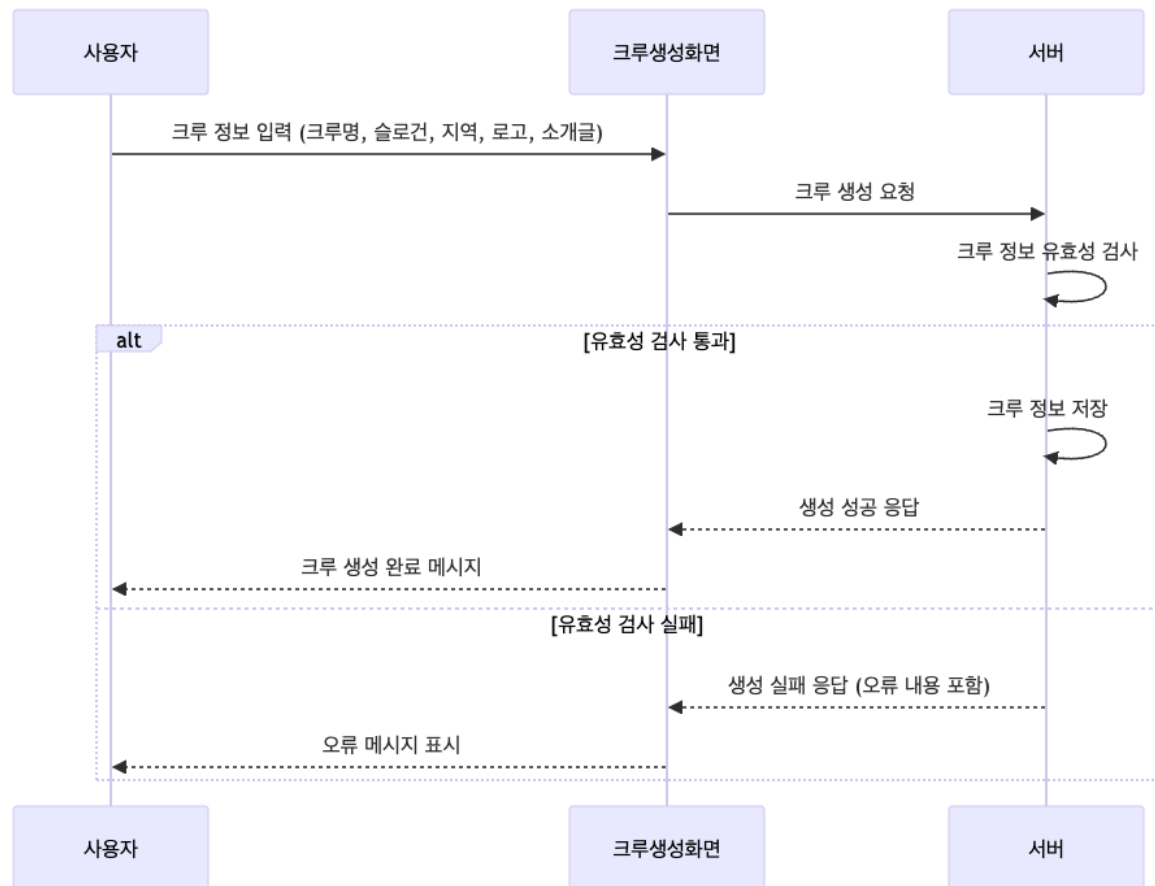 사용자
크루생성화면
서버
크루 정보 입력 (크루명, 슬로건, 지역, 로고, 소개글)
크루 생성 요청
크루 정보 유효성 검사
alt
[유효성 검사 통과]
크루 정보 저장
생성 성공 응답
크루 생성 완료 메시지
[유효성 검사 실패]
생성 실패 응답 (오류 내용 포함)
오류 메시지 표시
사용자
크루생성화면
서버